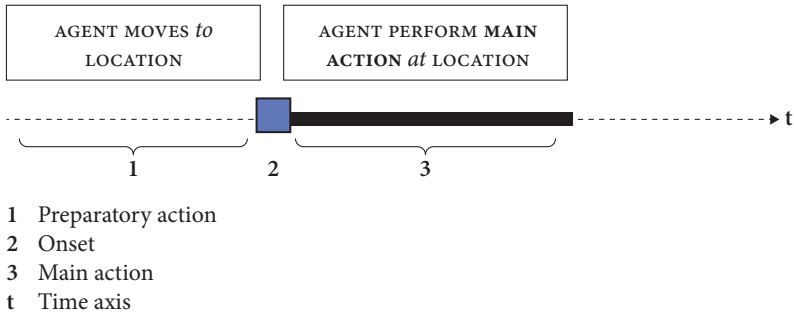 AGENT MOVES to
LOCATION
AGENT PERFORM MAIN
ACTION at LOCATION
t
1 2 3
1 Preparatory action
2 Onset
3 Main action
t Time axis